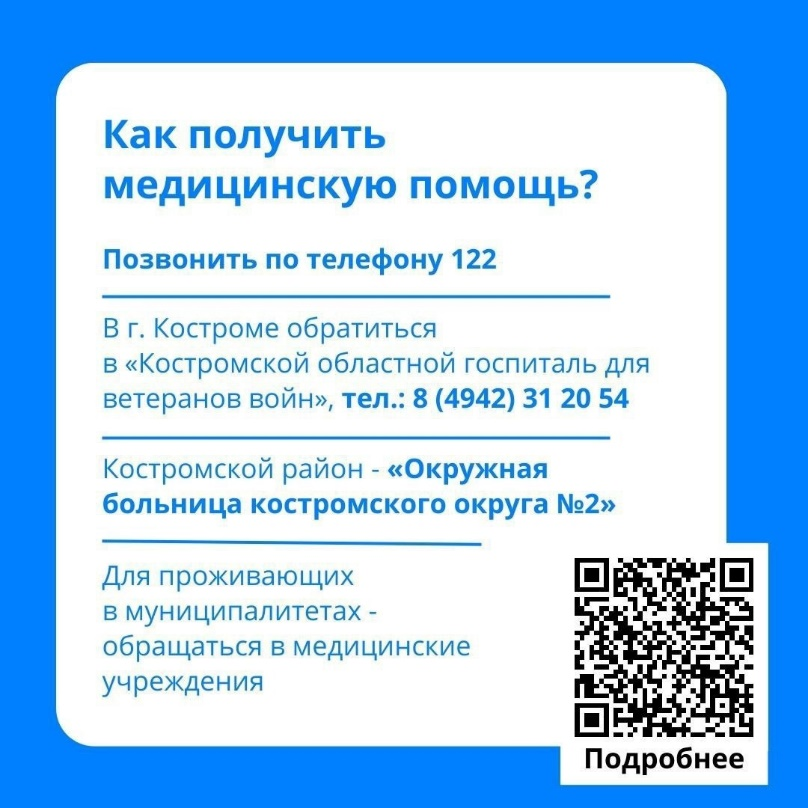 Как получить
медицинскую помощь?
Позвонить по телефону 122
В г. Костроме обратиться
в «Костромской областной госпиталь для
ветеранов войн», тел.: 8 (4942) 31 20 54
Костромской район - «Окружная
больница костромского округа №2»
Для проживающих
в муниципалитетах -
обращаться в медицинские
учреждения
Подробнее